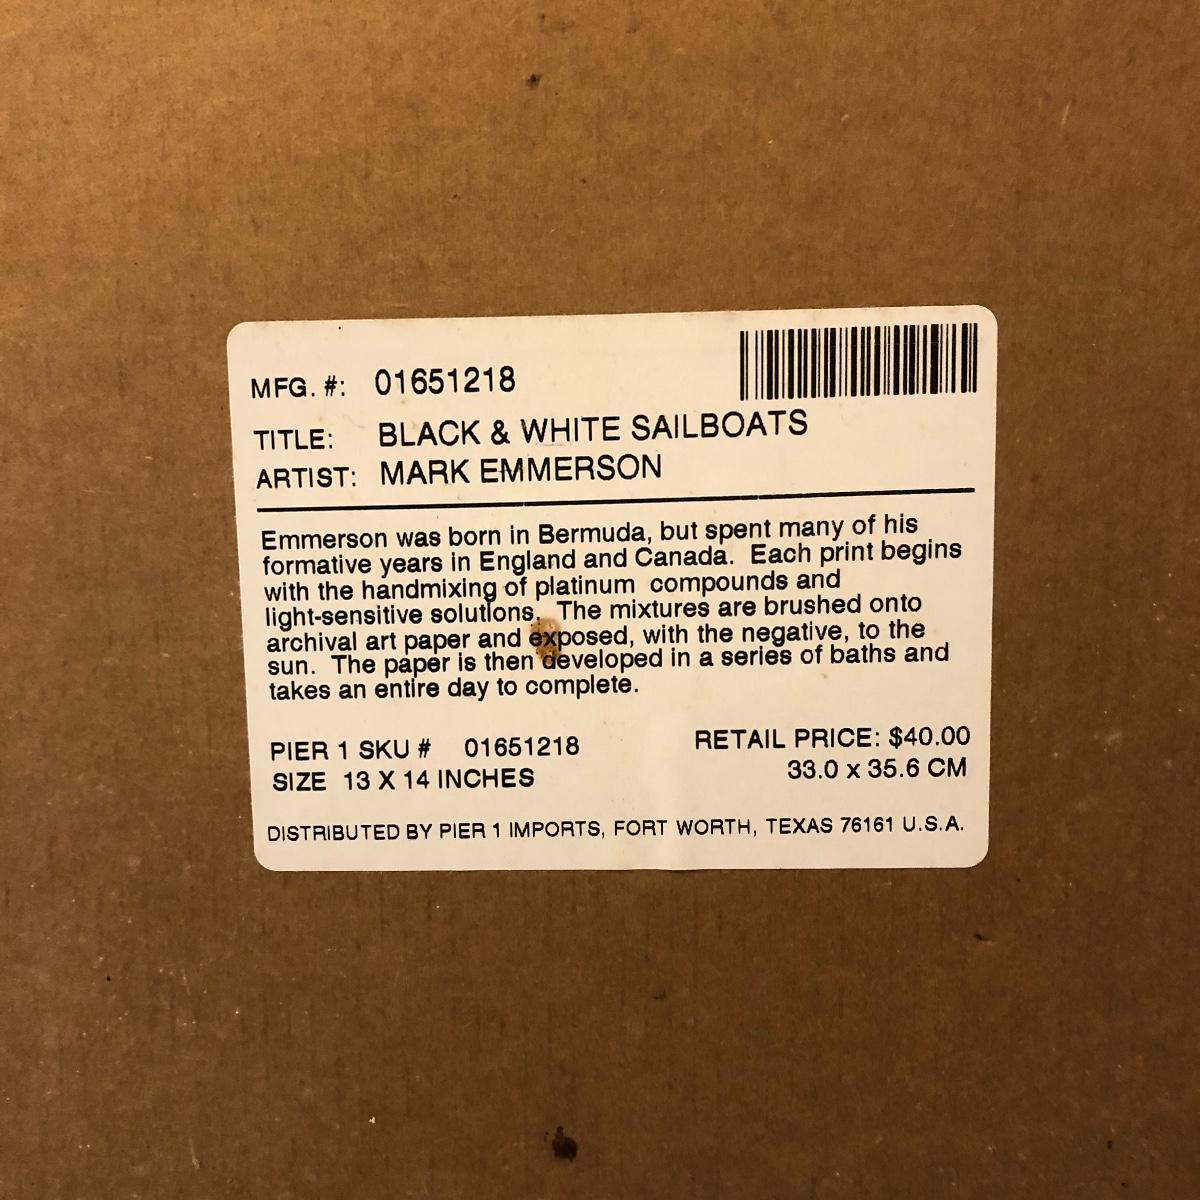 MFG. #: 01651218
TITLE: BLACK & WHITE SAILBOATS
ARTIST: MARK EMMERSON
Emmerson was born in Bermuda, but spent many of his
formative years in England and Canada. Each print begins
with the handmixing of platinum compounds and
light-sensitive solutions. The mixtures are brushed onto
archival art paper and exposed, with the negative, to the
sun. The paper is then developed in a series of baths and
takes an entire day to complete.
PIER 1 SKU # 01651218 RETAIL PRICE: $40.00
SIZE 13 X 14 INCHES 33.0 x 35.6 CM
DISTRIBUTED BY PIER 1 IMPORTS, FORT WORTH, TEXAS 76161 U.S.A.